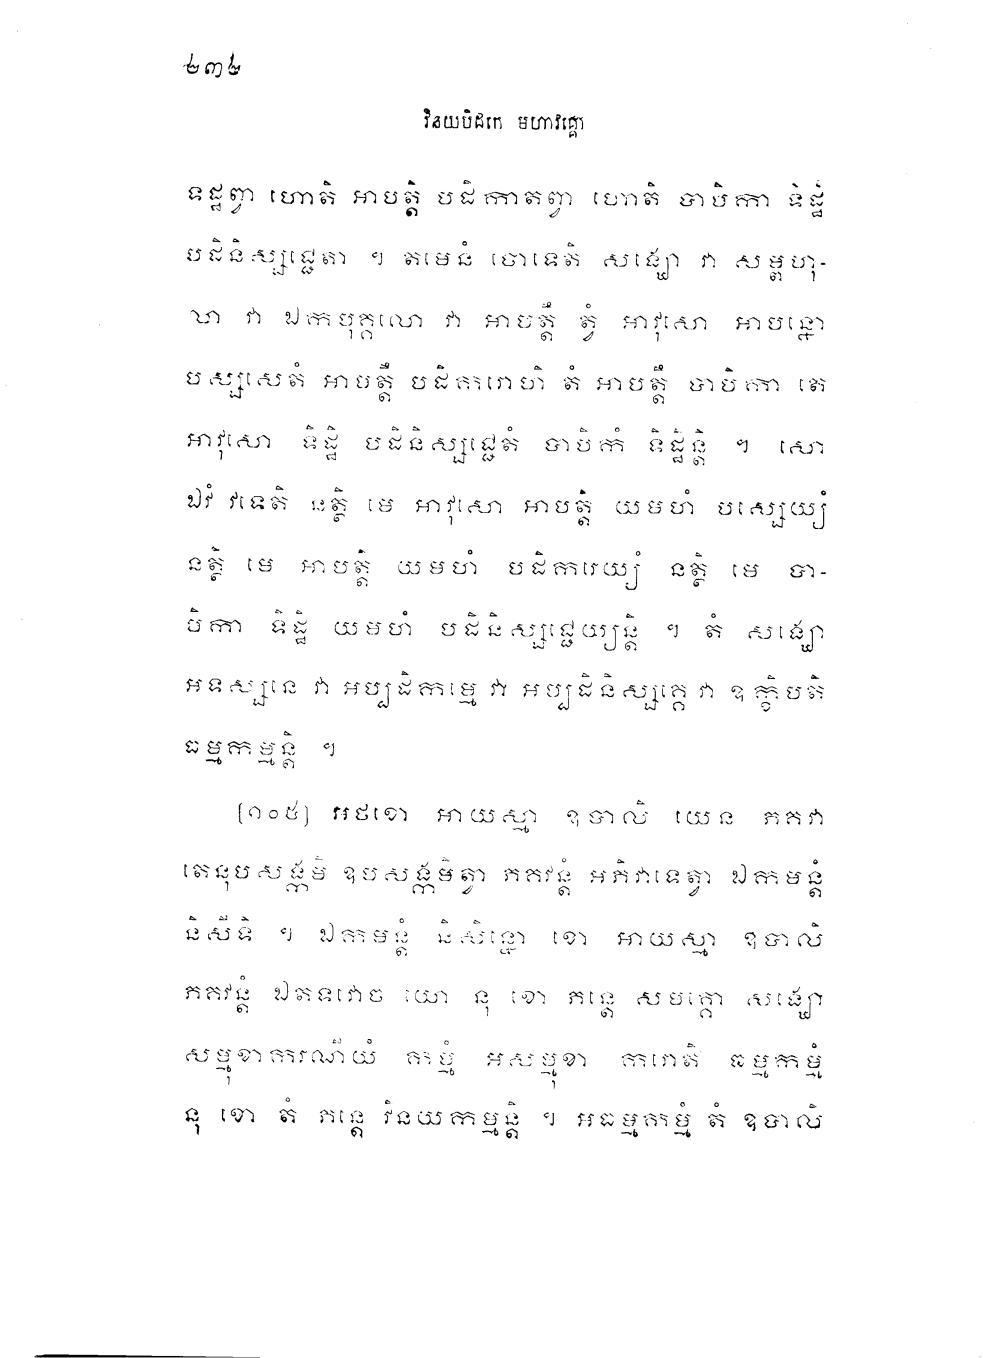 ២៣២
វិនយបិដកេ មហាវគ្គោ
ទដ្ឋព្វា ហោតិ អាបត្តិ បដិកាតព្វា ហោតិ បាបិកា ទិដ្ឋិ
បដិនិស្សជ្ជេតា ។ តមេនំ ចោទេតិ សង្ឃោ វា សម្ពហុ-
លា វា ឯកបុគ្គលោ វា អាបត្តឹ ត្វំ អាវុសោ អាបន្នោ
បស្សសេតំ អាបត្តឹ បដិករោហិ តំ អាបត្តឹ បាបិកា តេ
អាវុសោ ទិដ្ឋិ បដិនិស្សជ្ជេតំ បាបិកំ ទិដ្ឋិន្តិ ។ សោ
ឯវំ វទេតិ នត្ថិ មេ អាវុសោ អាបត្តិ យមហំ បស្សេយ្យំ
នត្ថិ មេ អាបត្តិ យមហំ បដិករេយ្យំ នត្ថិ មេ បា-
បិកា ទិដ្ឋិ យមហំ បដិនិស្សជ្ជេយ្យន្តិ ។ តំ សង្ឃោ
អទស្សនេ វា អប្បដិកម្មេ វា អប្បដិនិស្សគ្គេ វា ឧក្ខិបតិ
ធម្មកម្មន្តិ ។
[១០៥] អថខោ អាយស្មា ឧបាលិ យេន ភគវា
តេនុបសង្កមិ ឧបសង្កមិត្វា ភគវន្តំ អភិវាទេត្វា ឯកមន្តំ
និសីទិ ។ ឯកមន្តំ និសិន្នោ ខោ អាយស្មា ឧបាលិ
ភគវន្តំ ឯតទវោច យោ នុ ខោ ភន្តេ សមគ្គោ សង្ឃោ
សម្មុខាករណីយំ កម្មំ អសម្មុខា ករោតិ ធម្មកម្មំ
នុ ខោ តំ ភន្តេ វិនយកម្មន្តិ ។ អធម្មកម្មំ តំ ឧបាលិ